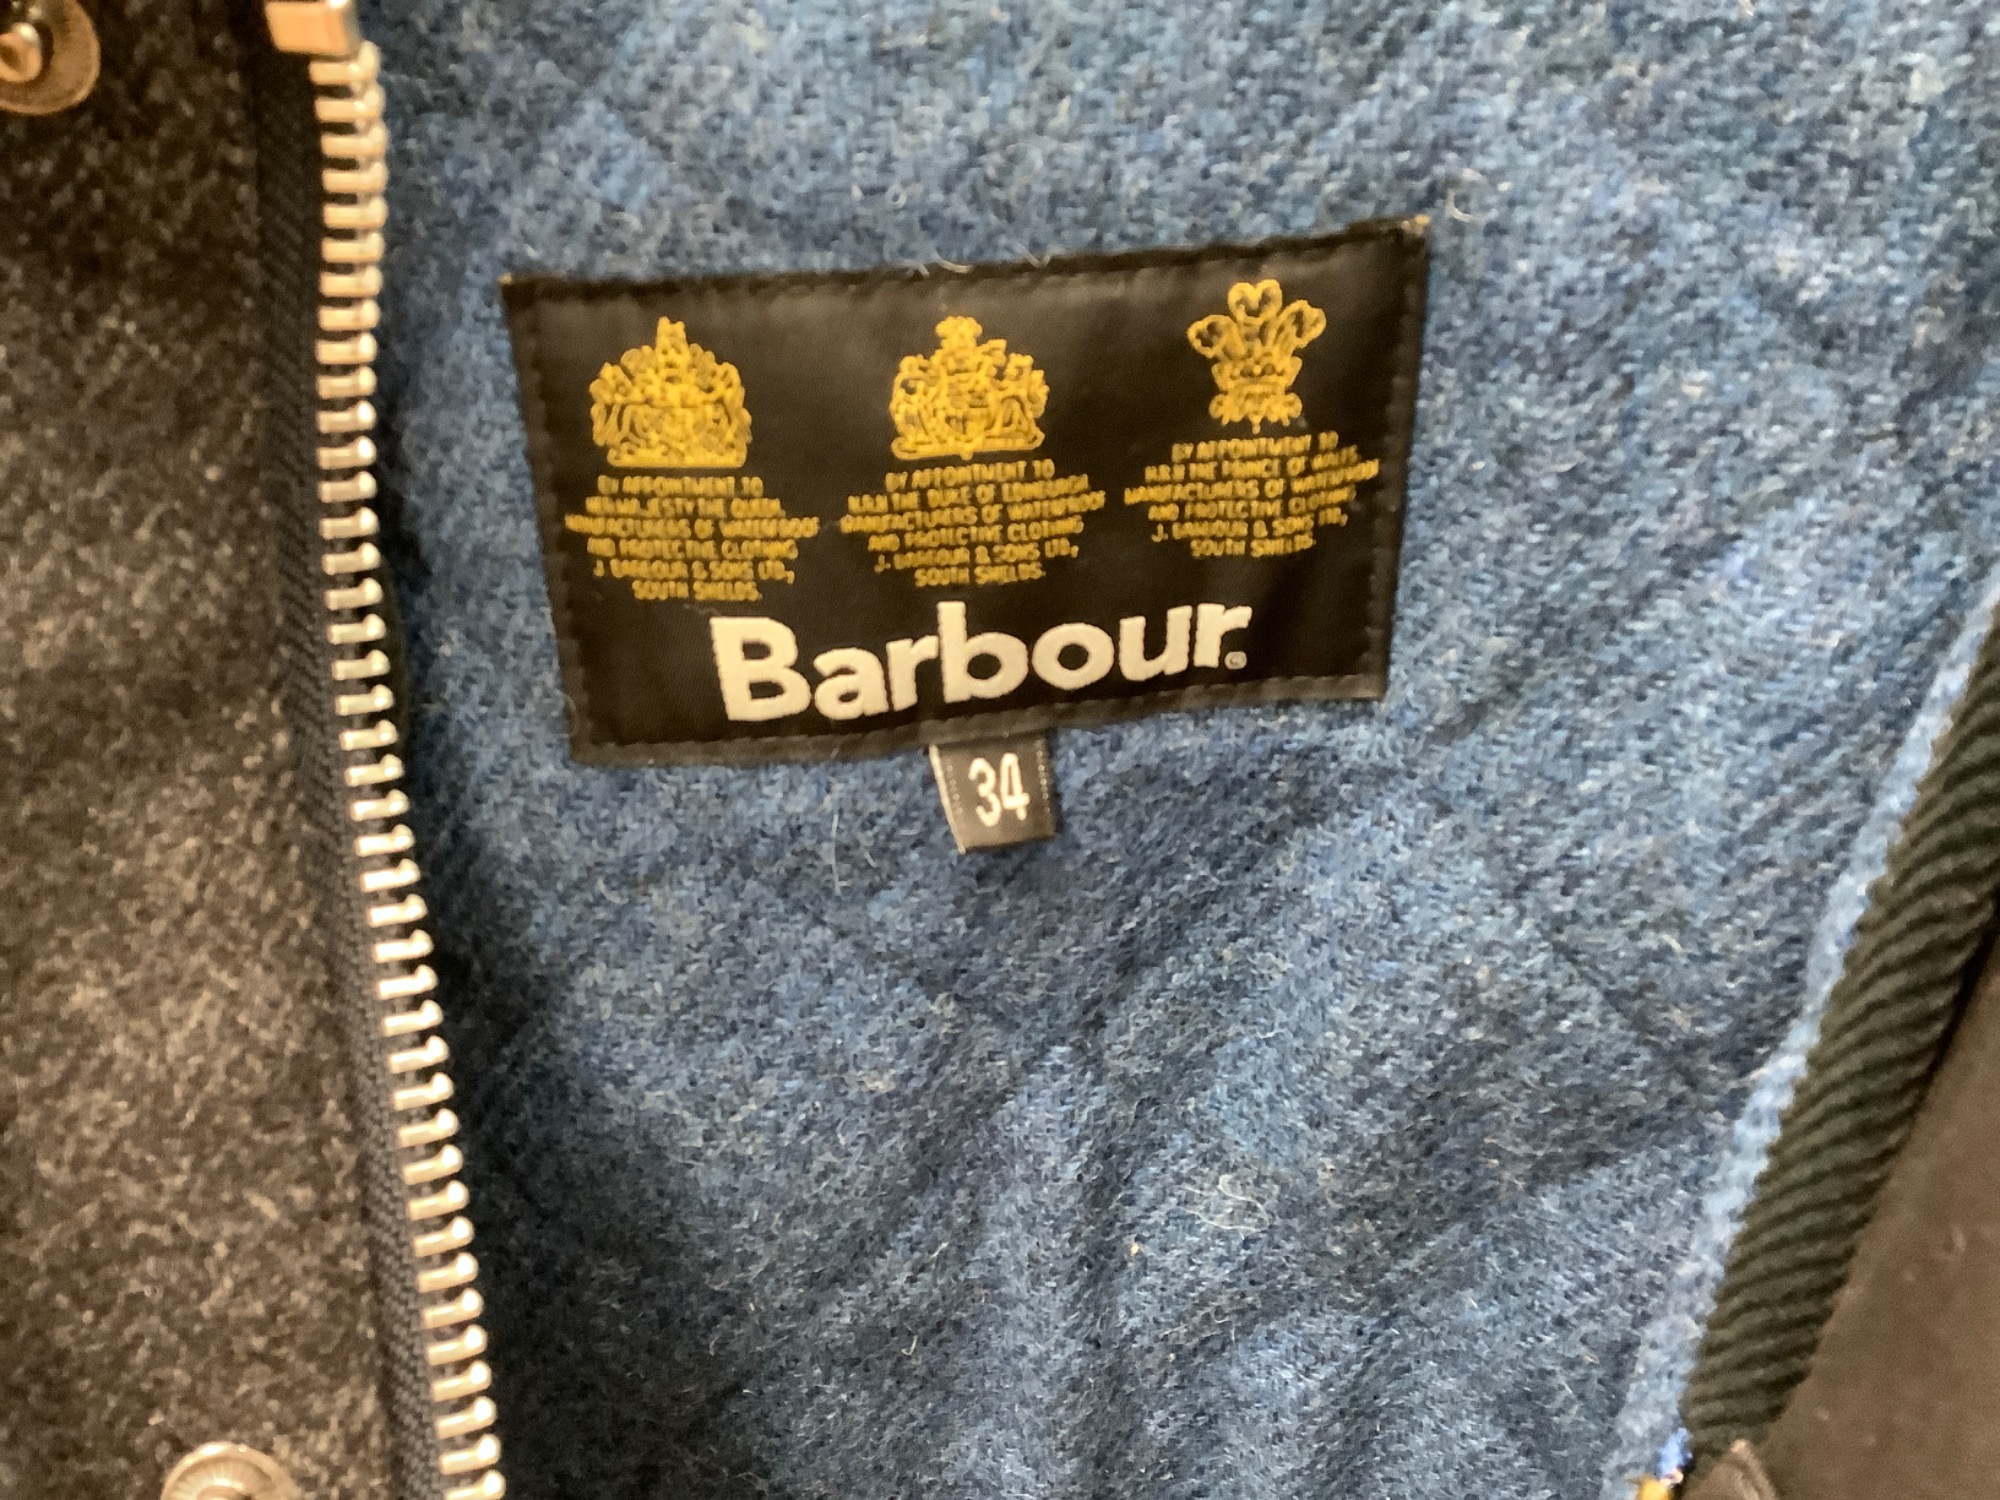 BY APPOINTMENT TO
HER MAJESTY THE QUEEN
MANUFACTURERS OF WATERPROOF
AND PROTECTIVE CLOTHING
J. BARBOUR & SONS LTD,
SOUTH SHIELDS.
BY APPOINTMENT TO
H.R.H THE DUKE OF EDINBURGH
MANUFACTURERS OF WATERPROOF
AND PROTECTIVE CLOTHING
J. BARBOUR & SONS LTD,
SOUTH SHIELDS.
BY APPOINTMENT TO
H.R.H THE PRINCE OF WALES
MANUFACTURERS OF WATERPROOF
AND PROTECTIVE CLOTHING
J. BARBOUR & SONS LTD,
SOUTH SHIELDS.
Barbour®
34